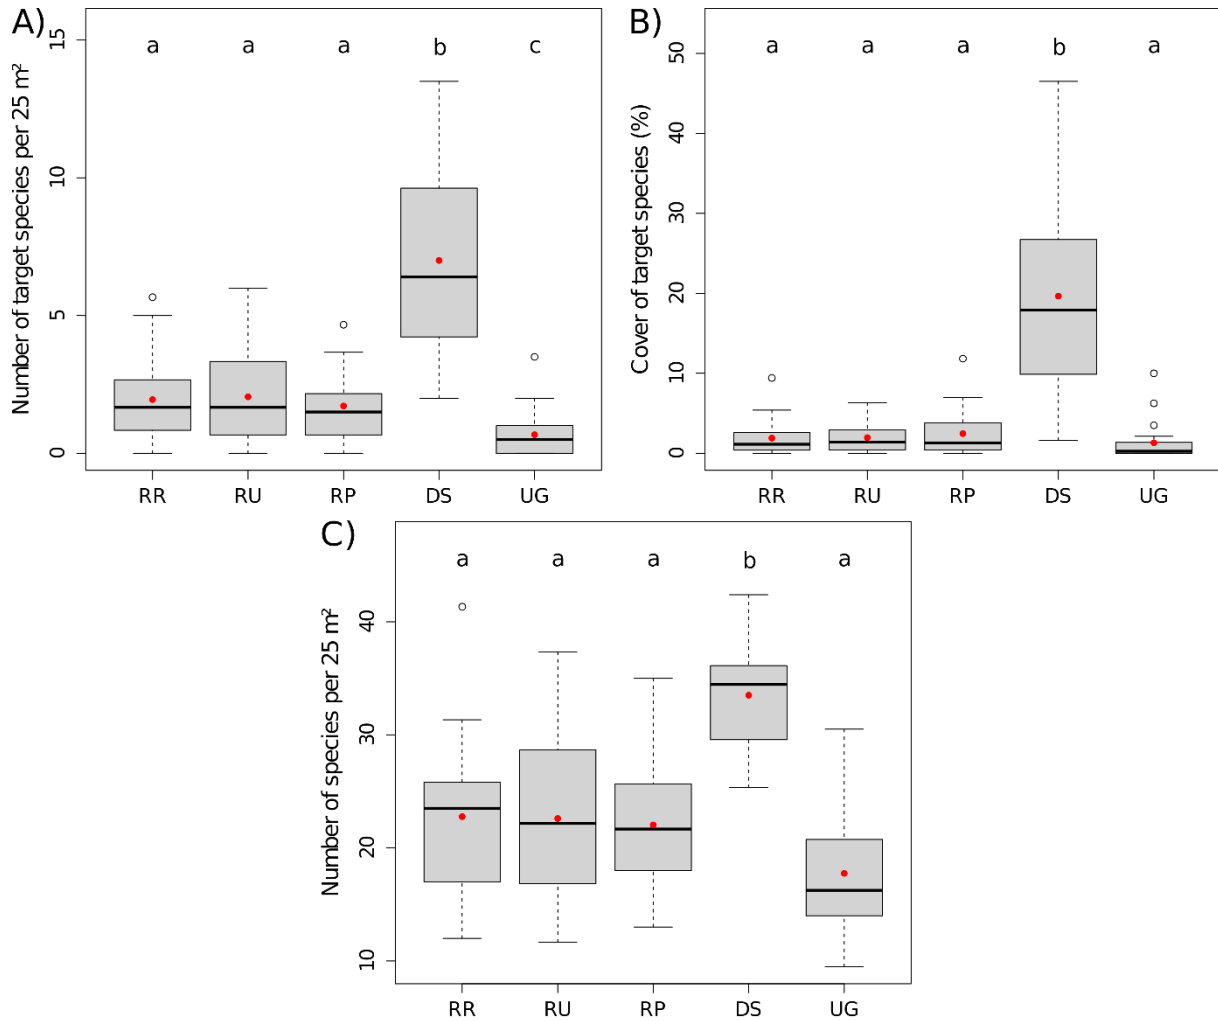 A)
Number of target species per 25 m²
15
10
5
0
a a a b c
RR RU RP DS UG
B)
Cover of target species (%)
50
40
30
20
10
0
a a a b a
RR RU RP DS UG
C)
Number of species per 25 m²
40
30
20
10
a a a b a
RR RU RP DS UG